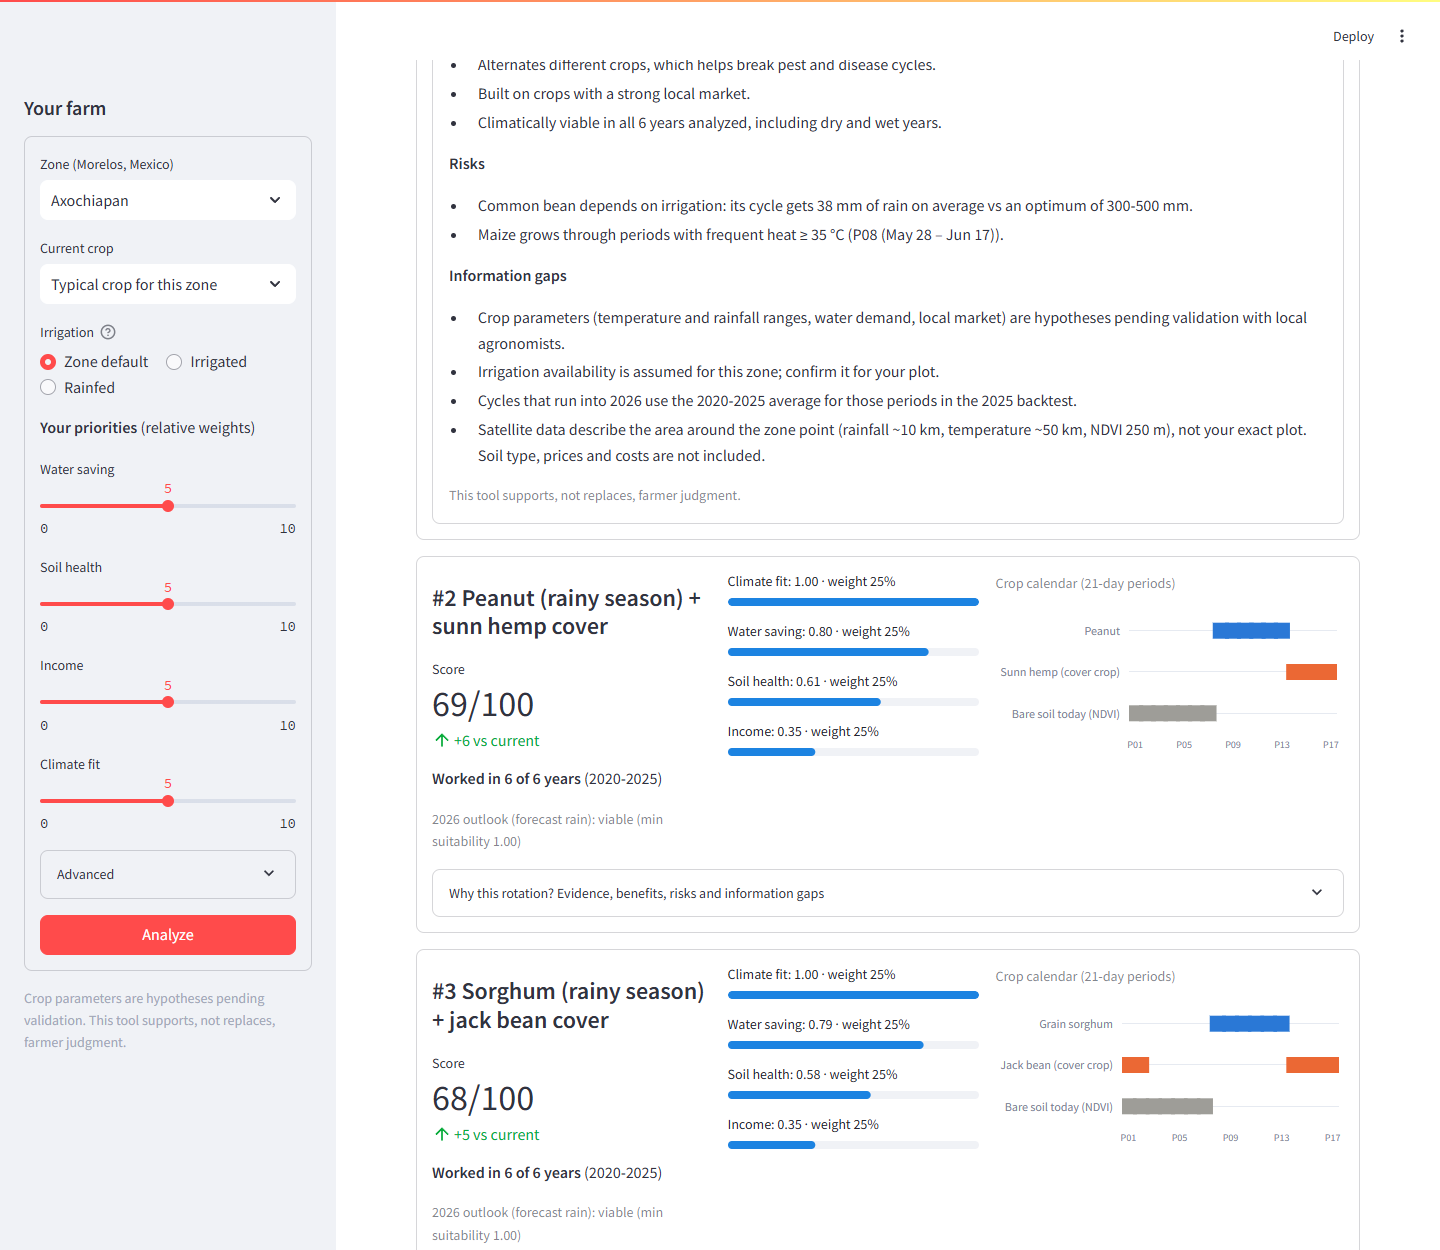 Deploy
Your farm
Zone (Morelos, Mexico)
Axochiapan
Current crop
Typical crop for this zone
Irrigation
Zone default
Irrigated
Rainfed
Your priorities (relative weights)
Water saving
5
0 10
Soil health
5
0 10
Income
5
0 10
Climate fit
5
0 10
Advanced
Analyze
Crop parameters are hypotheses pending
validation. This tool supports, not replaces,
farmer judgment.
• Alternates different crops, which helps break pest and disease cycles.
• Built on crops with a strong local market.
• Climatically viable in all 6 years analyzed, including dry and wet years.
Risks
• Common bean depends on irrigation: its cycle gets 38 mm of rain on average vs an optimum of 300-500 mm.
• Maize grows through periods with frequent heat ≥ 35 °C (P08 (May 28 – Jun 17)).
Information gaps
• Crop parameters (temperature and rainfall ranges, water demand, local market) are hypotheses pending validation with local
agronomists.
• Irrigation availability is assumed for this zone; confirm it for your plot.
• Cycles that run into 2026 use the 2020-2025 average for those periods in the 2025 backtest.
• Satellite data describe the area around the zone point (rainfall ~10 km, temperature ~50 km, NDVI 250 m), not your exact plot.
Soil type, prices and costs are not included.
This tool supports, not replaces, farmer judgment.
#2 Peanut (rainy season) +
sunn hemp cover
Score
69/100
+6 vs current
Worked in 6 of 6 years (2020-2025)
2026 outlook (forecast rain): viable (min
suitability 1.00)
Climate fit: 1.00 · weight 25%
Water saving: 0.80 · weight 25%
Soil health: 0.61 · weight 25%
Income: 0.35 · weight 25%
Crop calendar (21-day periods)
Peanut
Sunn hemp (cover crop)
Bare soil today (NDVI)
P01 P05 P09 P13 P17
Why this rotation? Evidence, benefits, risks and information gaps
#3 Sorghum (rainy season)
+ jack bean cover
Score
68/100
+5 vs current
Worked in 6 of 6 years (2020-2025)
2026 outlook (forecast rain): viable (min
suitability 1.00)
Climate fit: 1.00 · weight 25%
Water saving: 0.79 · weight 25%
Soil health: 0.58 · weight 25%
Income: 0.35 · weight 25%
Crop calendar (21-day periods)
Grain sorghum
Jack bean (cover crop)
Bare soil today (NDVI)
P01 P05 P09 P13 P17